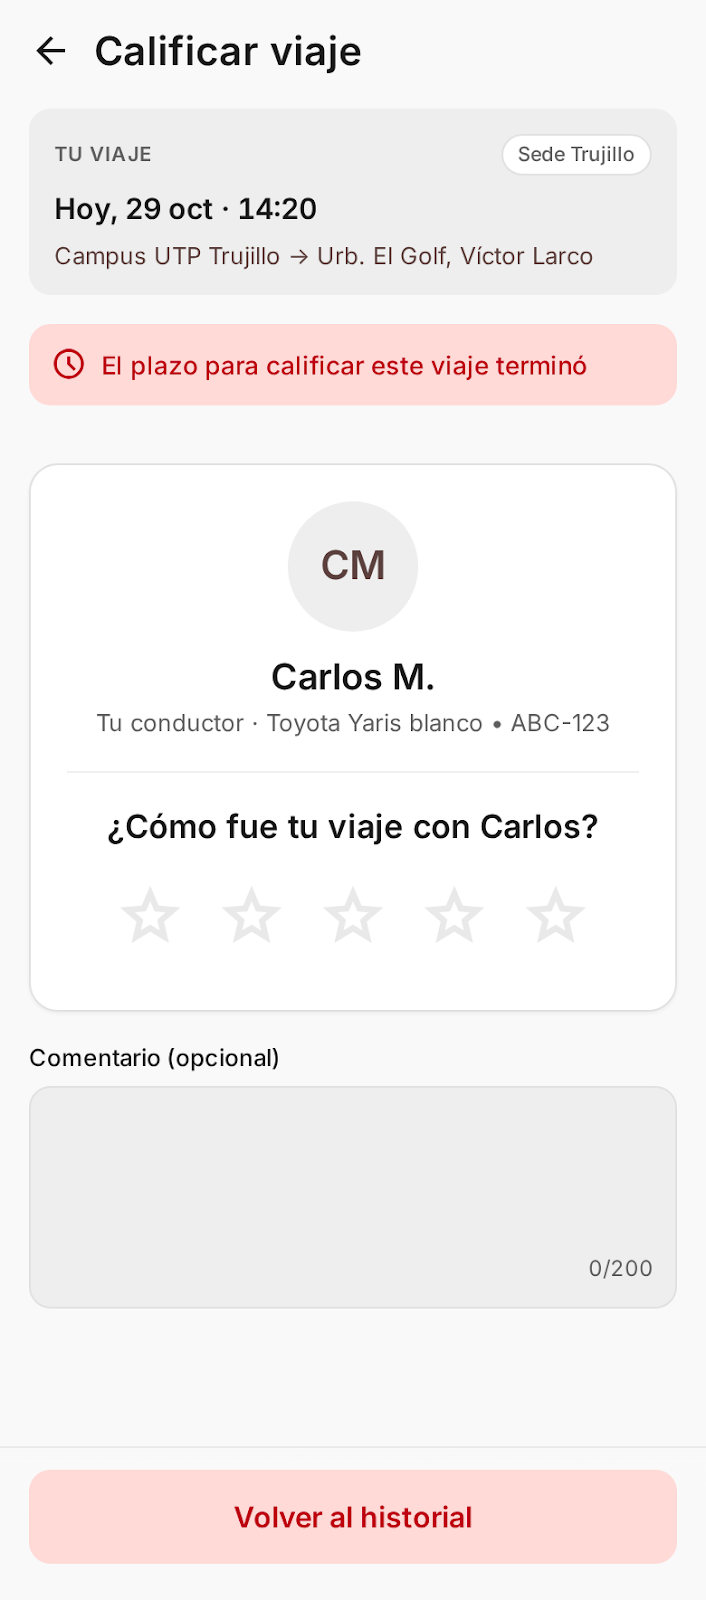 Calificar viaje
TU VIAJE
Sede Trujillo
Hoy, 29 oct · 14:20
Campus UTP Trujillo → Urb. El Golf, Víctor Larco
El plazo para calificar este viaje terminó
CM
Carlos M.
Tu conductor · Toyota Yaris blanco • ABC-123
¿Cómo fue tu viaje con Carlos?
Comentario (opcional)
0/200
Volver al historial